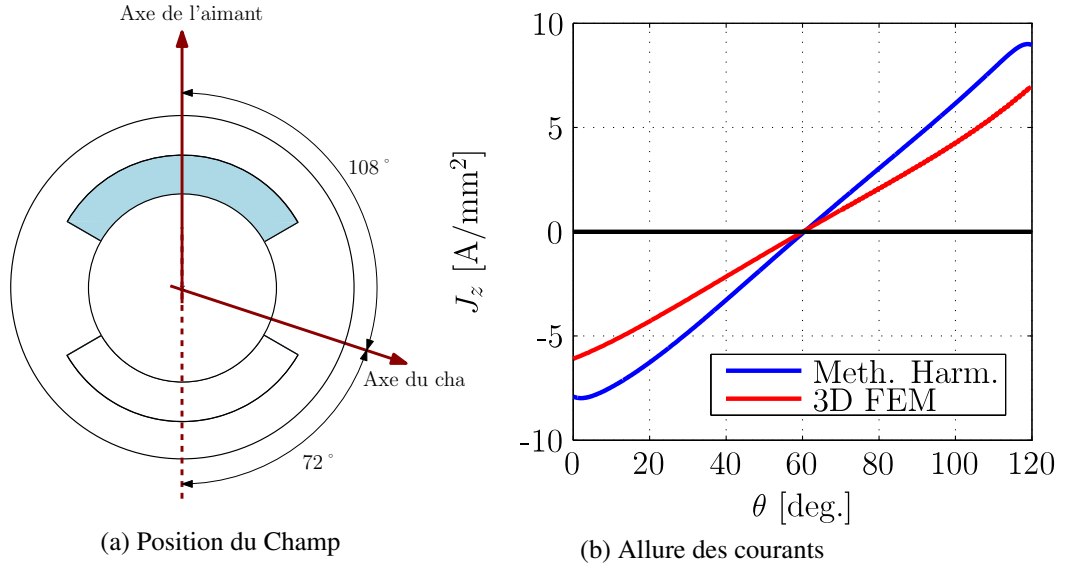 Axe de l'aimant
108°
Axe du cha
72°
(a) Position du Champ
10
5
0
-5
-10
J_z [A/mm²]
Meth. Harm.
3D FEM
0 20 40 60 80 100 120
θ [deg.]
(b) Allure des courants